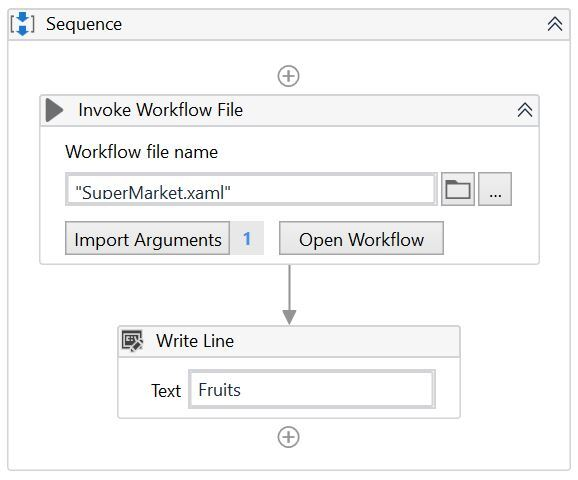 Sequence
Invoke Workflow File
Workflow file name
"SuperMarket.xaml"
...
Import Arguments 1 Open Workflow
Write Line
Text Fruits